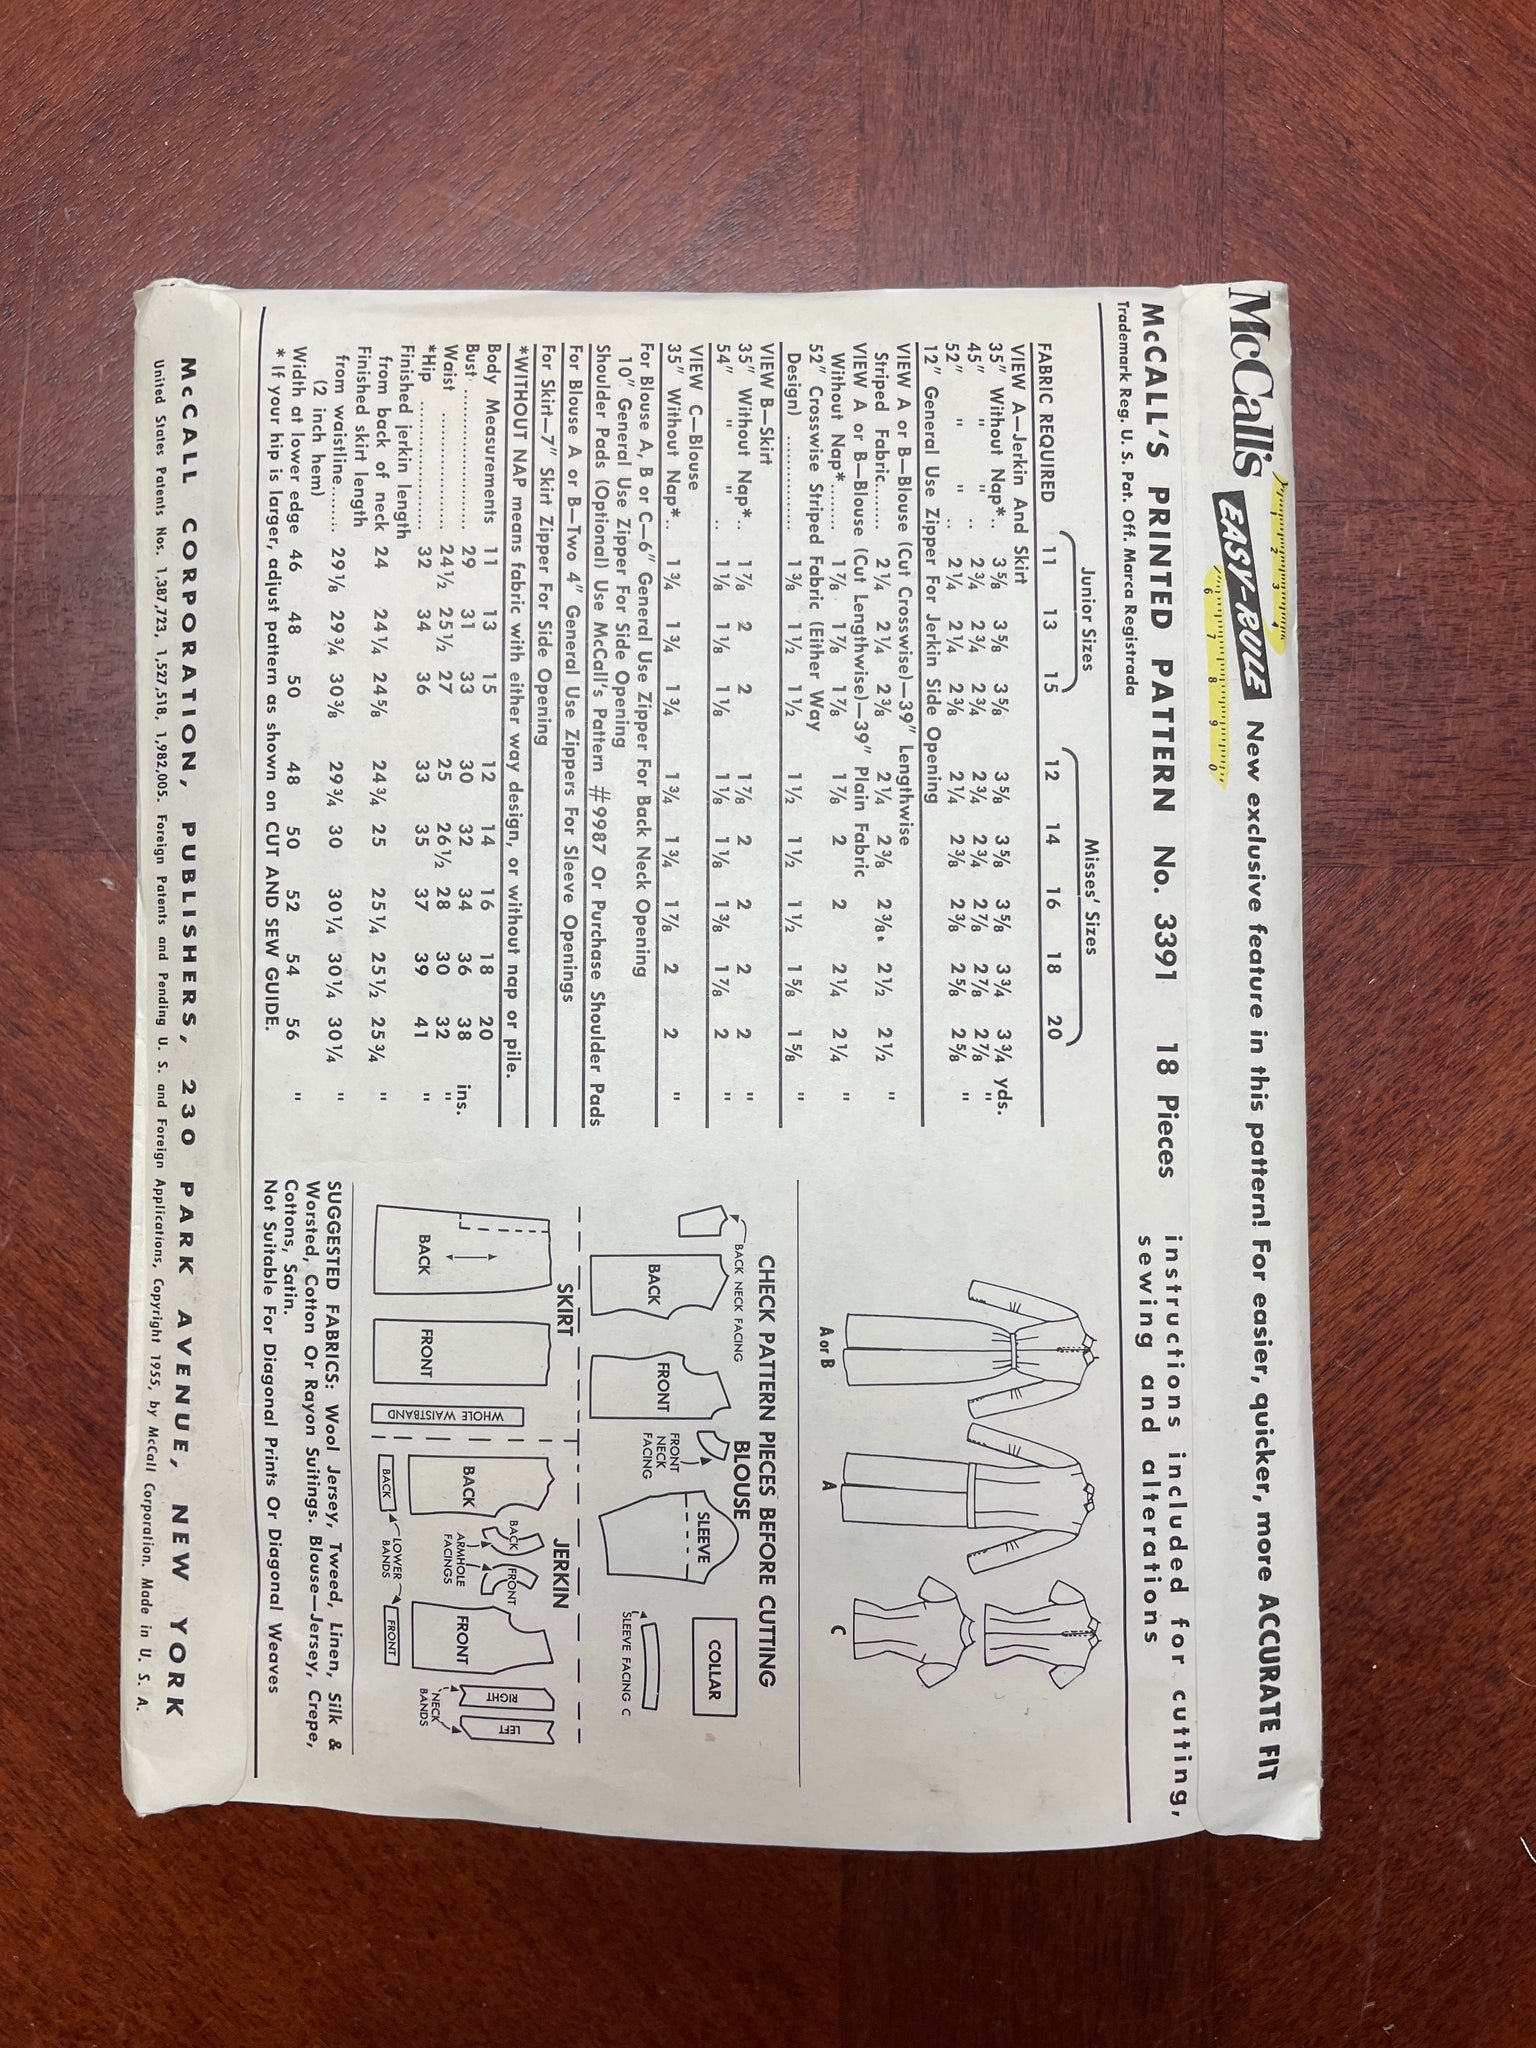 McCall's EASY-RULE New exclusive feature in this pattern! For easier, quicker, more ACCURATE FIT
1 2 3 4
6 7 8 9 0
McCALL'S PRINTED PATTERN No. 3391 18 Pieces instructions included for cutting,
sewing and alterations
Trademark Reg. U. S. Pat. Off. Marca Registrada
Junior Sizes Misses' Sizes
FABRIC REQUIRED 11 13 15 12 14 16 18 20
VIEW A—Jerkin And Skirt
35" Without Nap*.. 3⅝ 3⅝ 3⅝ 3⅝ 3⅝ 3⅝ 3¾ 3¾ yds.
45" " " .. 2¾ 2¾ 2¾ 2¾ 2¾ 2⅞ 2⅞ 2⅞ "
52" " " .. 2¼ 2¼ 2⅜ 2¼ 2⅜ 2⅜ 2⅝ 2⅝ "
12" General Use Zipper For Jerkin Side Opening
VIEW A or B—Blouse (Cut Crosswise)—39" Lengthwise
Striped Fabric....... 2¼ 2¼ 2⅜ 2¼ 2⅜ 2⅜ 2½ 2½ "
VIEW A or B—Blouse (Cut Lengthwise)—39" Plain Fabric
Without Nap*....... 1⅞ 1⅞ 1⅞ 1⅞ 2 2 2¼ 2¼ "
52" Crosswise Striped Fabric (Either Way
Design) ............. 1⅜ 1½ 1½ 1½ 1½ 1½ 1⅝ 1⅝ "
VIEW B—Skirt
35" Without Nap*.. 1⅞ 2 2 1⅞ 2 2 2 2 "
54" " " .. 1⅛ 1⅛ 1⅛ 1⅛ 1⅛ 1⅜ 1⅞ 2 "
VIEW C—Blouse
35" Without Nap*.. 1¾ 1¾ 1¾ 1¾ 1¾ 1⅞ 2 2 "
For Blouse A, B or C—6" General Use Zipper For Back Neck Opening
10" General Use Zipper For Side Opening
Shoulder Pads (Optional) Use McCall's Pattern #9987 Or Purchase Shoulder Pads
For Blouse A or B—Two 4" General Use Zippers For Sleeve Openings
For Skirt—7" Skirt Zipper For Side Opening
*WITHOUT NAP means fabric with either way design, or without nap or pile.
Body Measurements 11 13 15 12 14 16 18 20
Bust .................. 29 31 33 30 32 34 36 38 ins.
Waist ................ 24½ 25½ 27 25 26½ 28 30 32 "
*Hip .................. 32 34 36 33 35 37 39 41 "
Finished jerkin length
from back of neck 24 24¼ 24⅝ 24¾ 25 25¼ 25½ 25¾ "
Finished skirt length
from waistline...... 29⅛ 29¾ 30⅜ 29¾ 30 30¼ 30¼ 30¼ "
(2 inch hem)
Width at lower edge 46 48 50 48 50 52 54 56 "
* If your hip is larger, adjust pattern as shown on CUT AND SEW GUIDE.
A or B
A
C
CHECK PATTERN PIECES BEFORE CUTTING
BLOUSE
BACK NECK FACING
BACK
FRONT
FRONT
NECK
FACING
SLEEVE
COLLAR
SLEEVE FACING C
SKIRT
BACK
FRONT
WHOLE WAISTBAND
JERKIN
BACK
BACK
FRONT
ARMHOLE
FACINGS
FRONT
BACK
LOWER
BANDS
FRONT
RIGHT
LEFT
NECK
BANDS
SUGGESTED FABRICS: Wool Jersey, Tweed, Linen, Silk &
Worsted, Cotton Or Rayon Suitings. Blouse—Jersey, Crepe,
Cottons, Satin.
Not Suitable For Diagonal Prints Or Diagonal Weaves
McCALL CORPORATION, PUBLISHERS, 230 PARK AVENUE, NEW YORK
United States Patents Nos. 1,387,723, 1,527,518, 1,982,005. Foreign Patents and Pending U. S. and Foreign Applications, Copyright 1955, by McCall Corporation. Made in U. S. A.